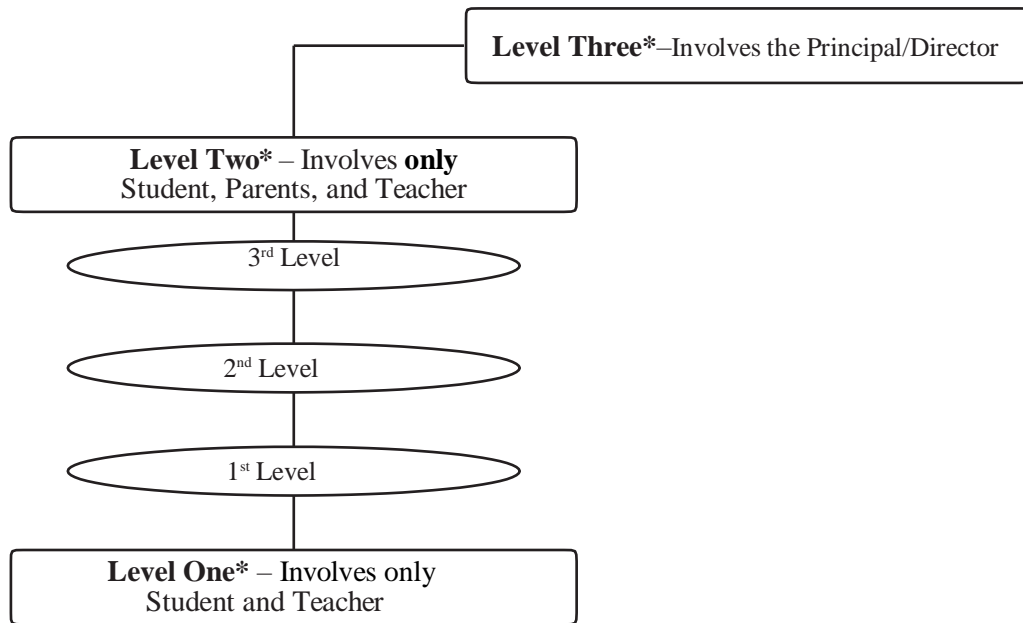 Level Three*–Involves the Principal/Director
Level Two* – Involves only
Student, Parents, and Teacher
3rd Level
2nd Level
1st Level
Level One* – Involves only
Student and Teacher